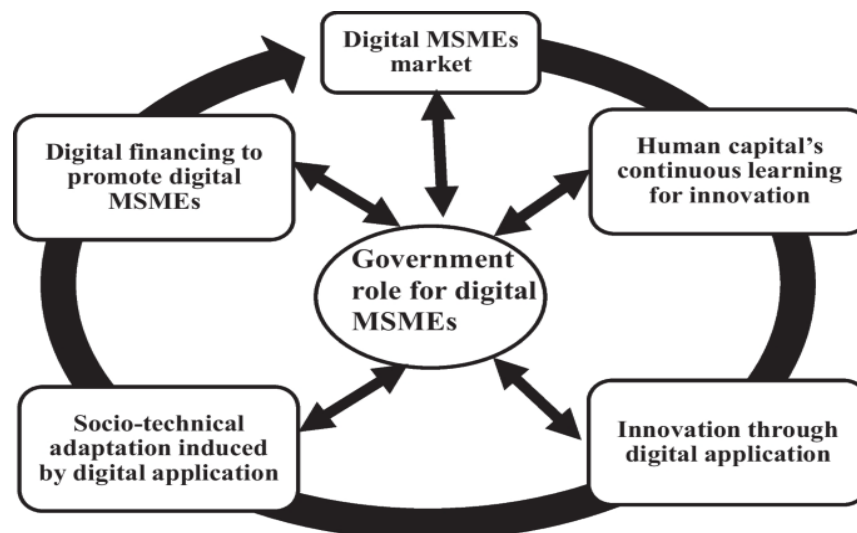 Digital MSMEs
market
Digital financing to
promote digital
MSMEs
Human capital's
continuous learning
for innovation
Government
role for digital
MSMEs
Socio-technical
adaptation induced
by digital application
Innovation through
digital application